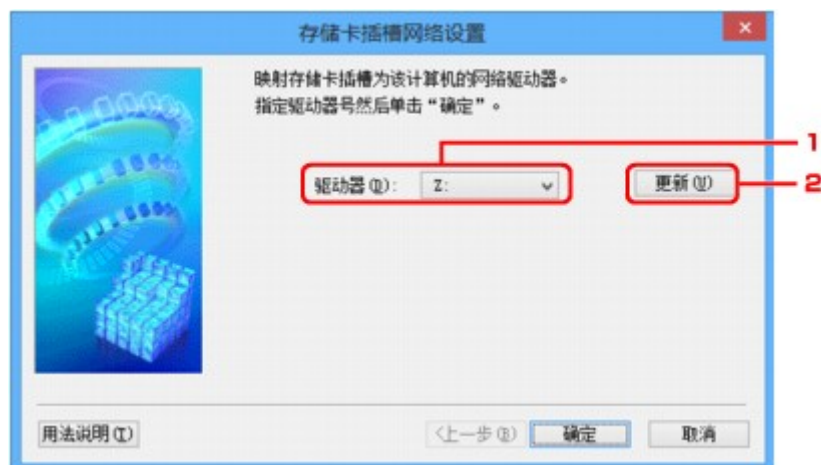 存储卡插槽网络设置
映射存储卡插槽为该计算机的网络驱动器。
指定驱动器号然后单击“确定”。
1
驱动器(D): Z: 更新(U)
2
用法说明(I) <上一步(B) 确定 取消